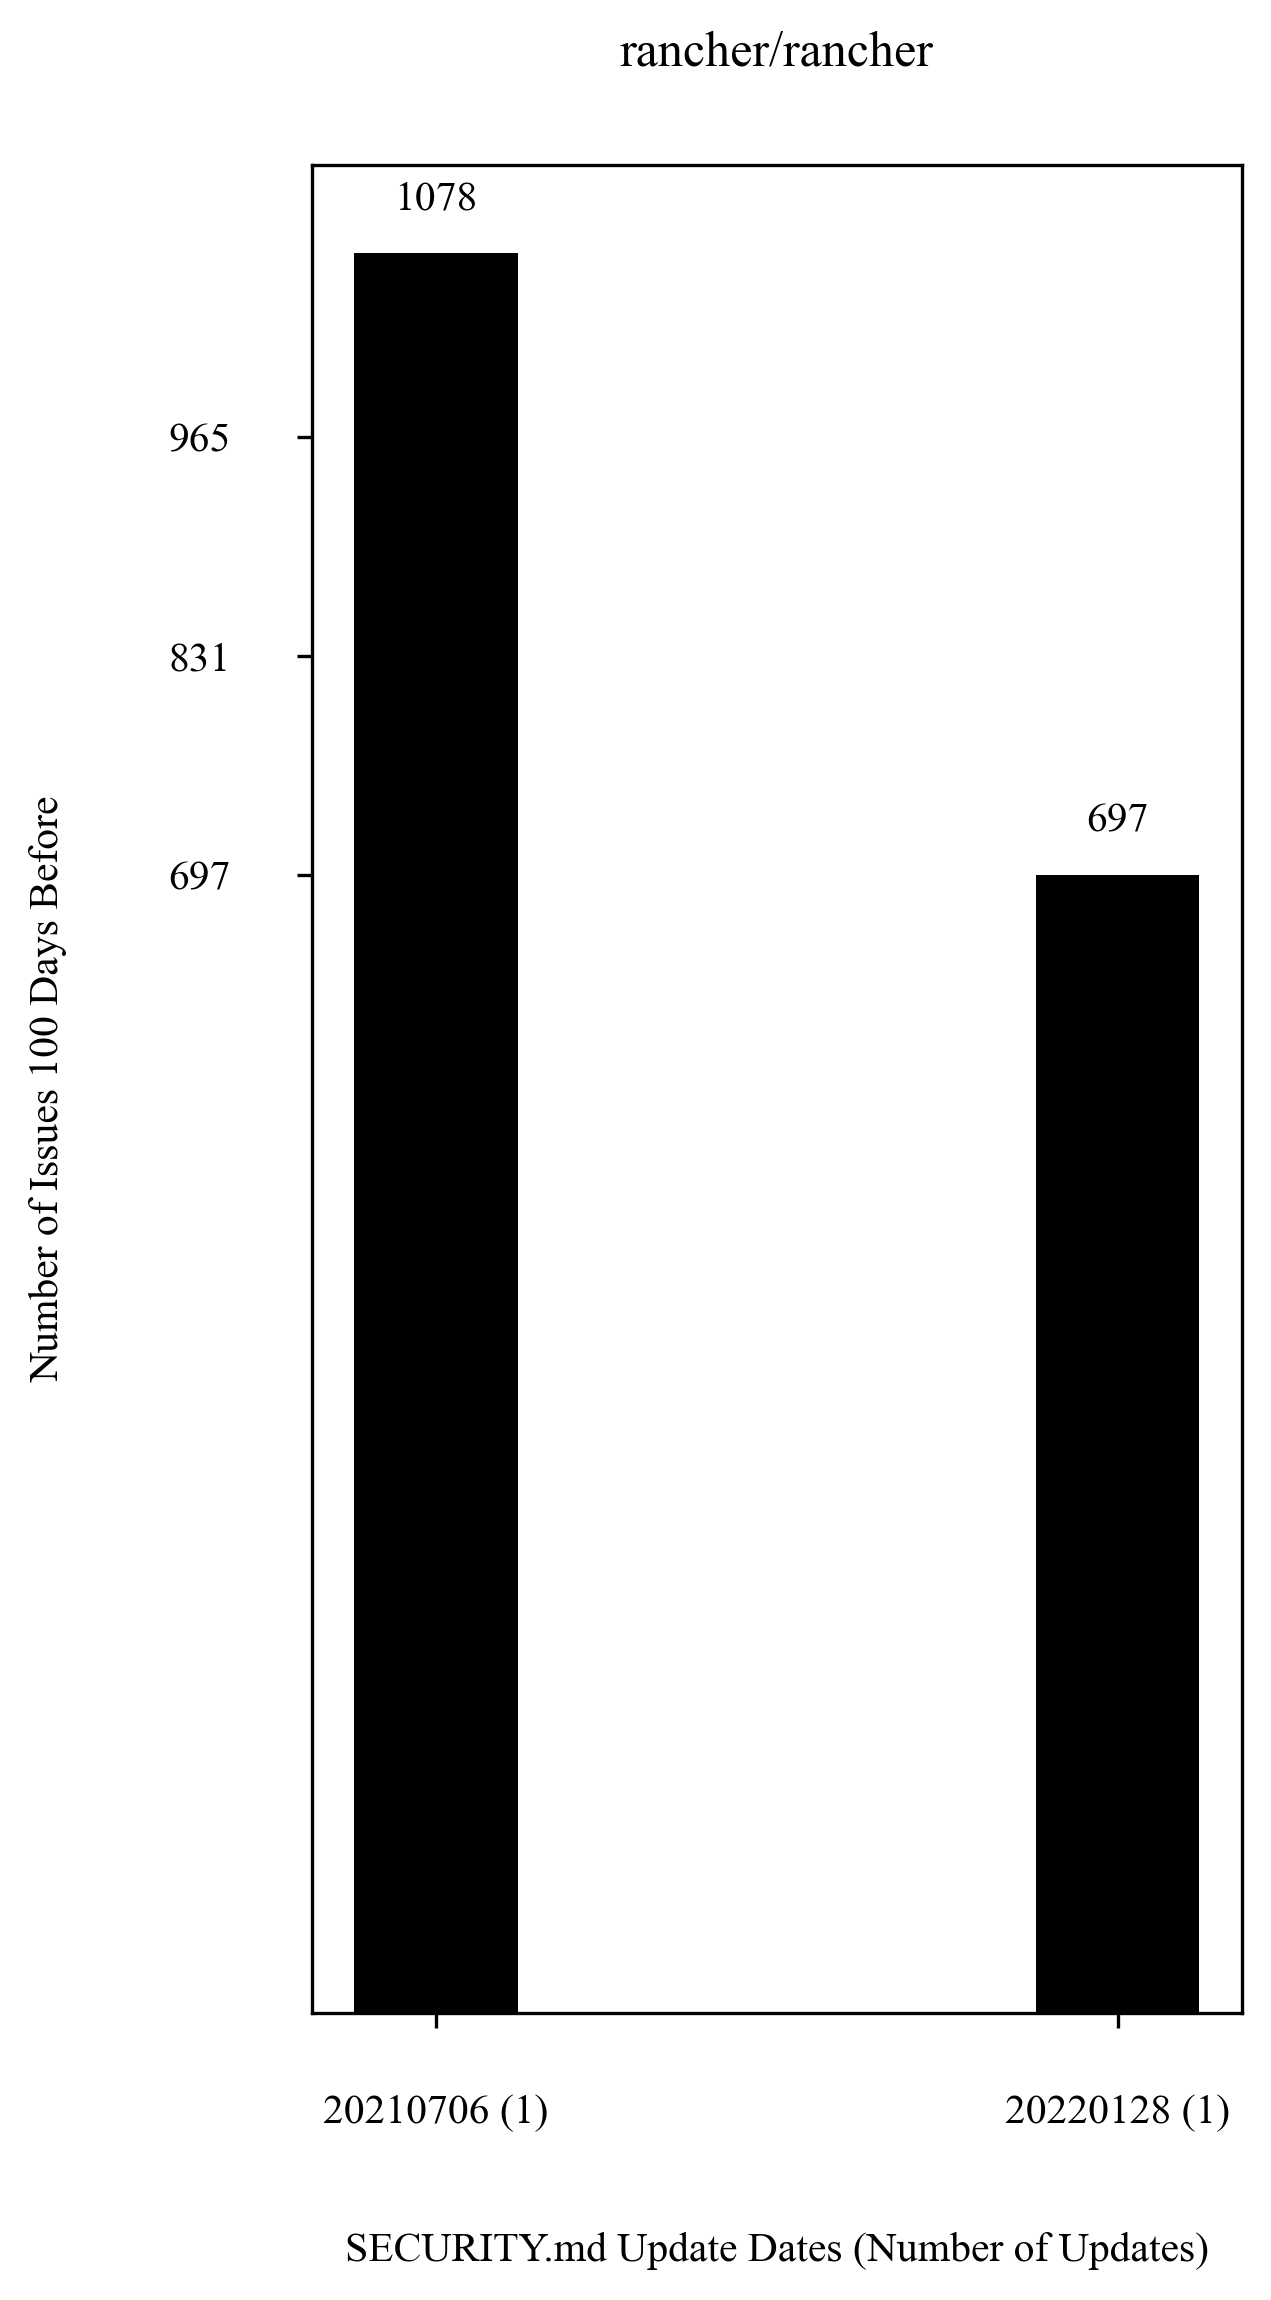 rancher/rancher
1078
965
831
697
697
Number of Issues 100 Days Before
20210706 (1)
20220128 (1)
SECURITY.md Update Dates (Number of Updates)